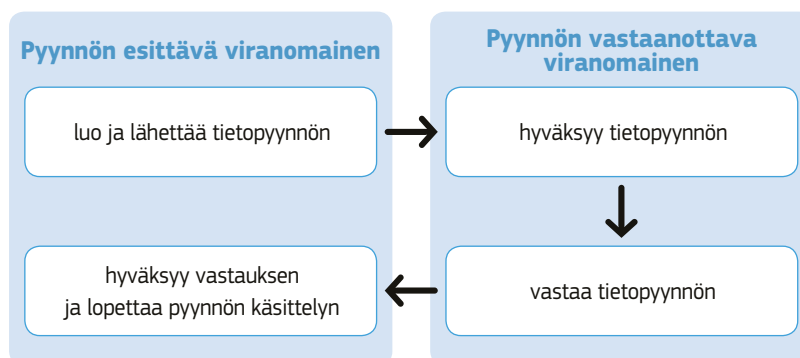 Pyynnön esittävä viranomainen
luo ja lähettää tietopyynnön
hyväksyy vastauksen
ja lopettaa pyynnön käsittelyn
Pyynnön vastaanottava
viranomainen
hyväksyy tietopyynnön
vastaa tietopyynnön